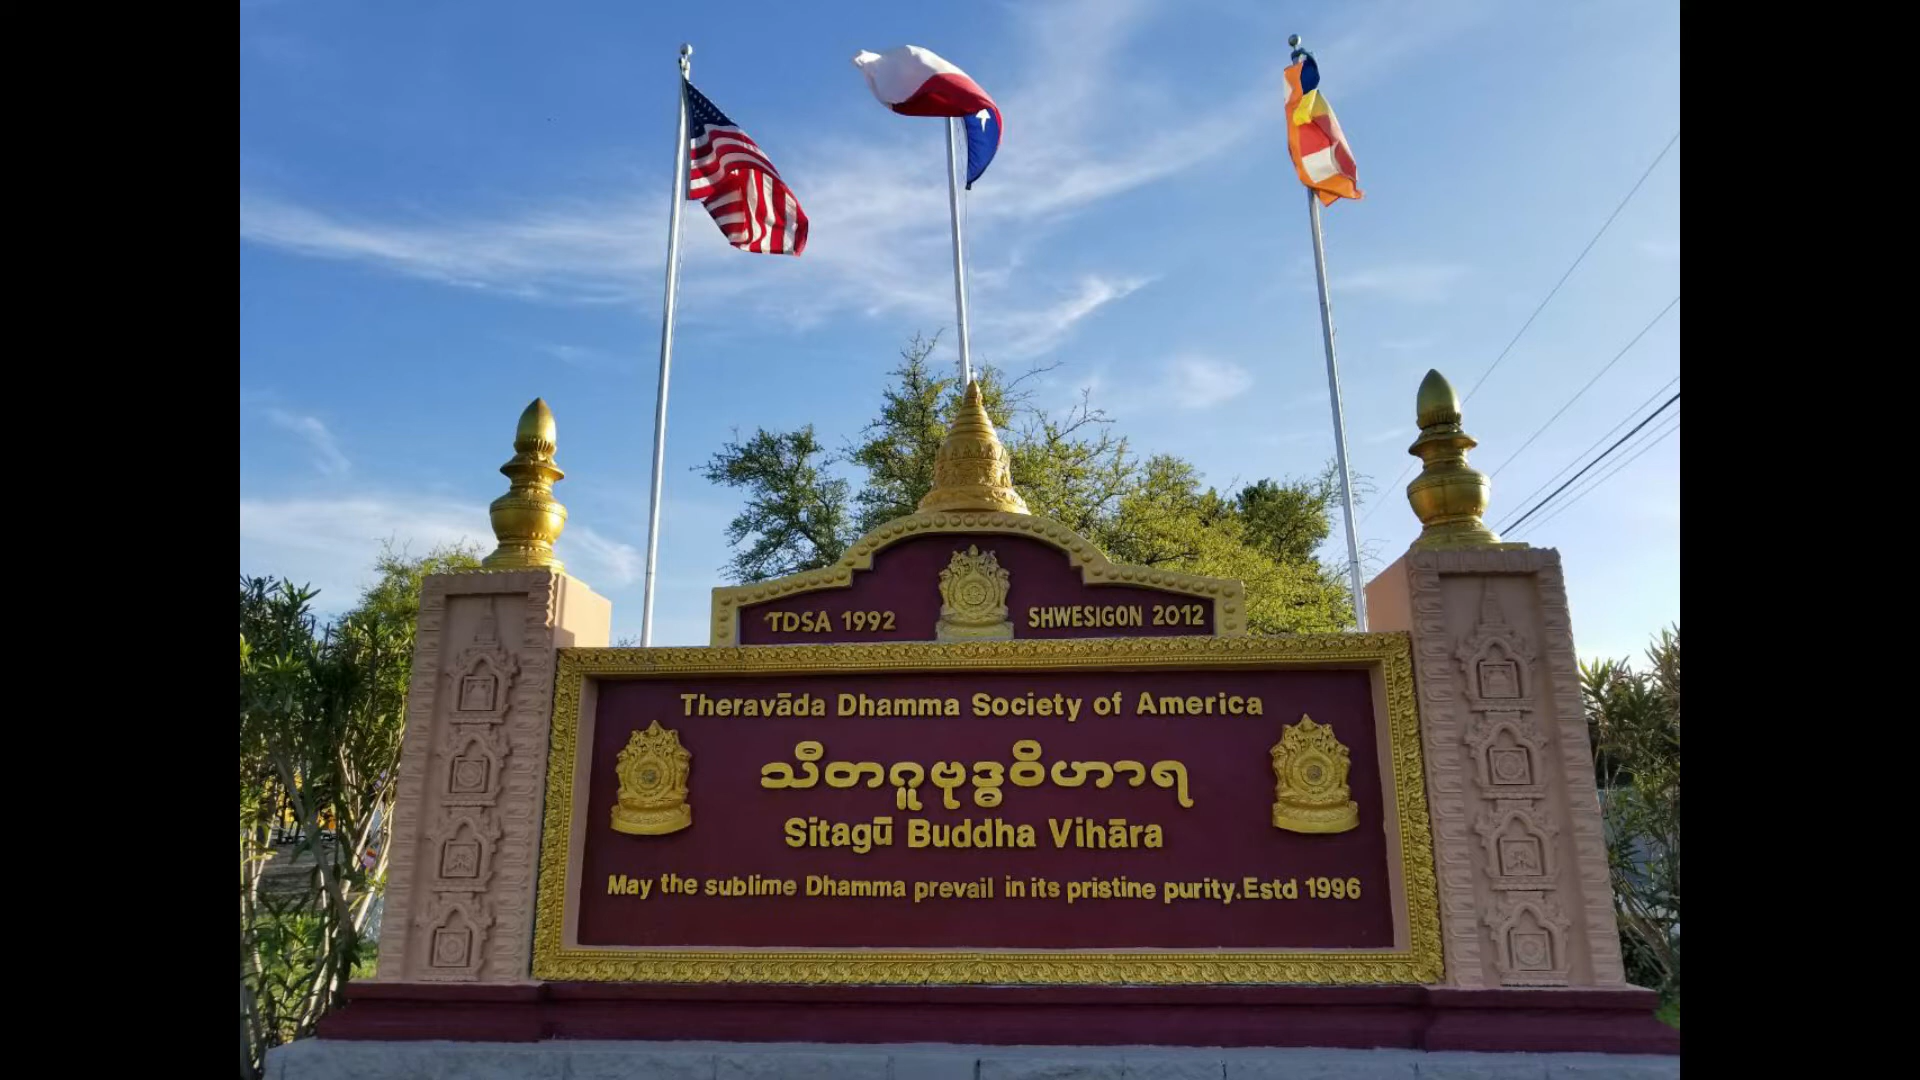 TDSA 1992
SHWESIGON 2012
Theravāda Dhamma Society of America
သီတဂူဗုဒ္ဓဝိဟာရ
Sitagū Buddha Vihāra
May the sublime Dhamma prevail in its pristine purity.Estd 1996